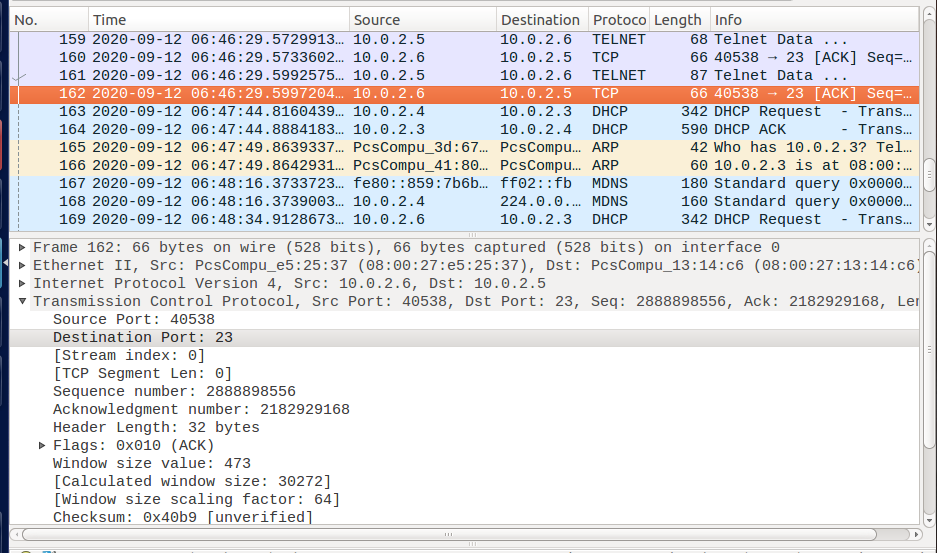 No. Time Source Destination Protoco Length Info
159 2020-09-12 06:46:29.5729913… 10.0.2.5 10.0.2.6 TELNET 68 Telnet Data ...
160 2020-09-12 06:46:29.5733602… 10.0.2.6 10.0.2.5 TCP 66 40538 → 23 [ACK] Seq=…
161 2020-09-12 06:46:29.5992575… 10.0.2.5 10.0.2.6 TELNET 87 Telnet Data ...
162 2020-09-12 06:46:29.5997204… 10.0.2.6 10.0.2.5 TCP 66 40538 → 23 [ACK] Seq=…
163 2020-09-12 06:47:44.8160439… 10.0.2.4 10.0.2.3 DHCP 342 DHCP Request - Trans…
164 2020-09-12 06:47:44.8884183… 10.0.2.3 10.0.2.4 DHCP 590 DHCP ACK - Trans…
165 2020-09-12 06:47:49.8639337… PcsCompu_3d:67… PcsCompu… ARP 42 Who has 10.0.2.3? Tel…
166 2020-09-12 06:47:49.8642931… PcsCompu_41:80… PcsCompu… ARP 60 10.0.2.3 is at 08:00:…
167 2020-09-12 06:48:16.3733723… fe80::859:7b6b… ff02::fb MDNS 180 Standard query 0x0000…
168 2020-09-12 06:48:16.3739003… 10.0.2.4 224.0.0.… MDNS 160 Standard query 0x0000…
169 2020-09-12 06:48:34.9128673… 10.0.2.6 10.0.2.3 DHCP 342 DHCP Request - Trans…
Frame 162: 66 bytes on wire (528 bits), 66 bytes captured (528 bits) on interface 0
Ethernet II, Src: PcsCompu_e5:25:37 (08:00:27:e5:25:37), Dst: PcsCompu_13:14:c6 (08:00:27:13:14:c6)
Internet Protocol Version 4, Src: 10.0.2.6, Dst: 10.0.2.5
Transmission Control Protocol, Src Port: 40538, Dst Port: 23, Seq: 2888898556, Ack: 2182929168, Len
Source Port: 40538
Destination Port: 23
[Stream index: 0]
[TCP Segment Len: 0]
Sequence number: 2888898556
Acknowledgment number: 2182929168
Header Length: 32 bytes
Flags: 0x010 (ACK)
Window size value: 473
[Calculated window size: 30272]
[Window size scaling factor: 64]
Checksum: 0x40b9 [unverified]